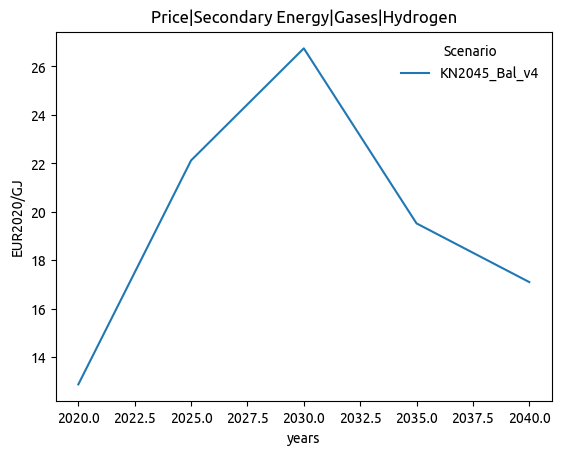 Price|Secondary Energy|Gases|Hydrogen
Scenario
KN2045_Bal_v4
EUR2020/GJ
26
24
22
20
18
16
14
2020.0 2022.5 2025.0 2027.5 2030.0 2032.5 2035.0 2037.5 2040.0
years